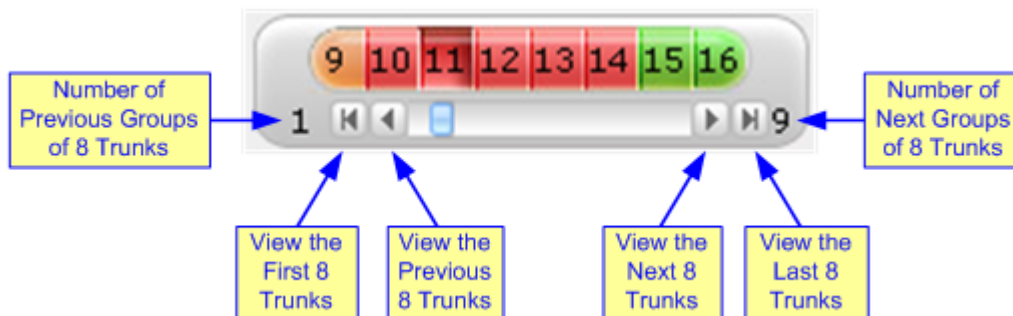 9 10 11 12 13 14 15 16
Number of
Previous Groups
of 8 Trunks
1
9
Number of
Next Groups
of 8 Trunks
View the
First 8
Trunks
View the
Previous
8 Trunks
View the
Next 8
Trunks
View the
Last 8
Trunks